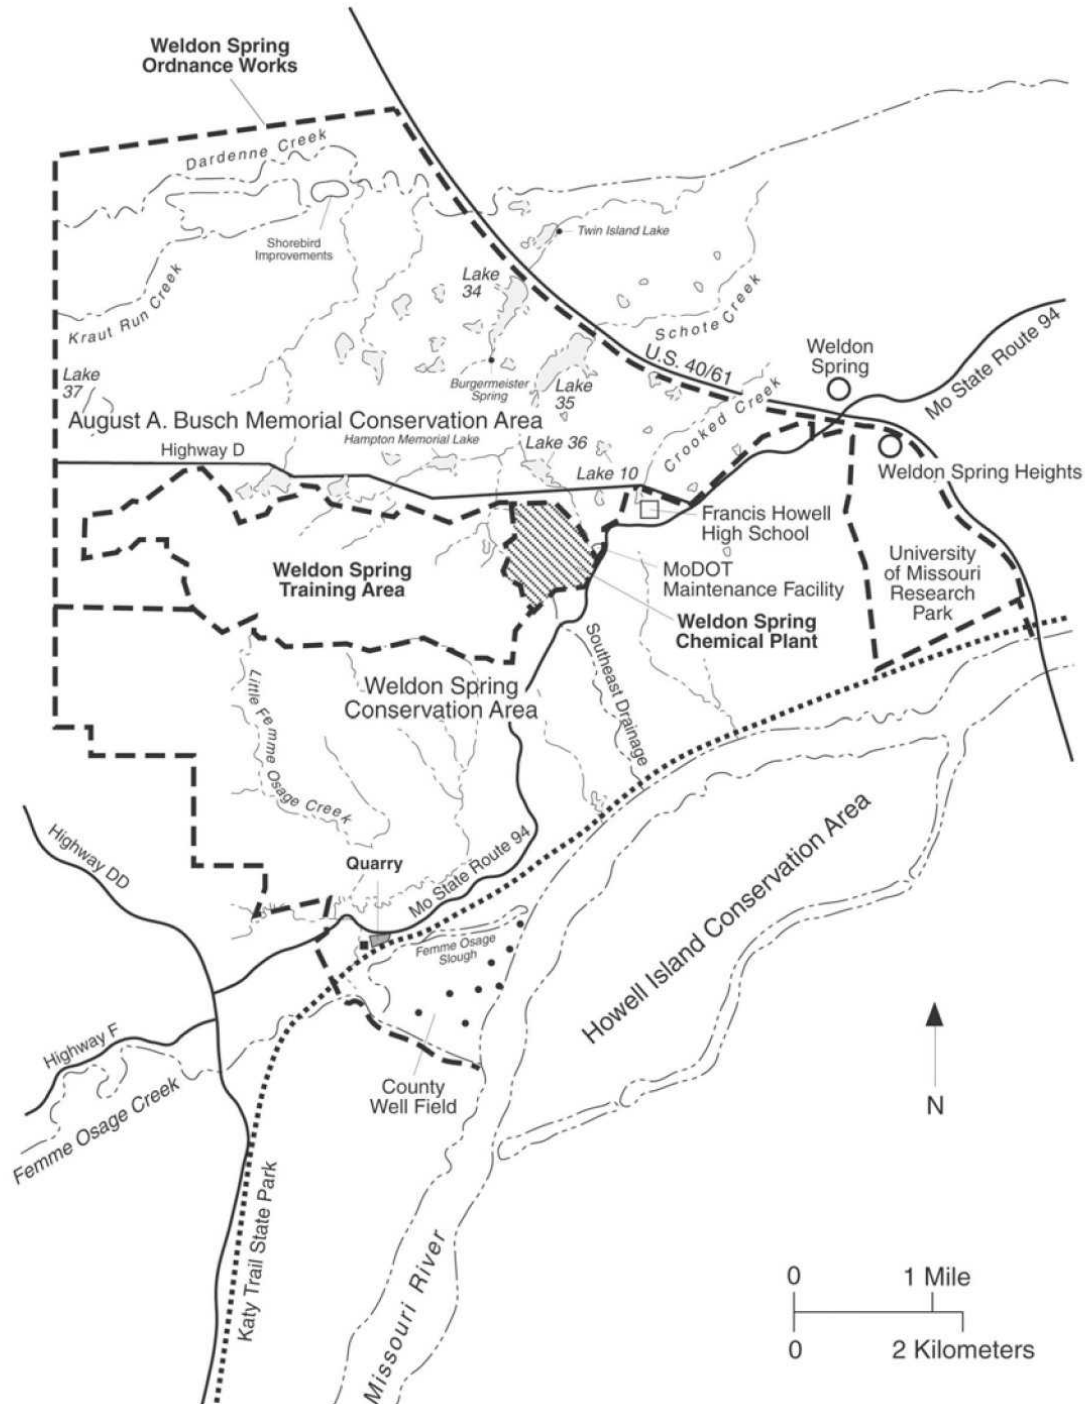 Weldon Spring
Ordnance Works
Dardenne Creek
Shorebird
Improvements
Twin Island Lake
Lake
34
Kraut Run Creek
Schote Creek
Mo State Route 94
U.S. 40/61
Weldon
Spring
Lake
37
Burgermeister
Spring
Lake
35
Crooked Creek
August A. Busch Memorial Conservation Area
Hampton Memorial Lake
Lake 36
Highway D
Lake 10
Weldon Spring Heights
Francis Howell
High School
University
of Missouri
Research
Park
Weldon Spring
Training Area
MoDOT
Maintenance Facility
Weldon Spring
Chemical Plant
Southeast Drainage
Little Femme Osage Creek
Weldon Spring
Conservation Area
Howell Island Conservation Area
Highway DD
Quarry
Mo State Route 94
Femme Osage
Slough
Highway F
County
Well Field
Femme Osage Creek
N
Katy Trail State Park
Missouri River
0
1 Mile
0
2 Kilometers